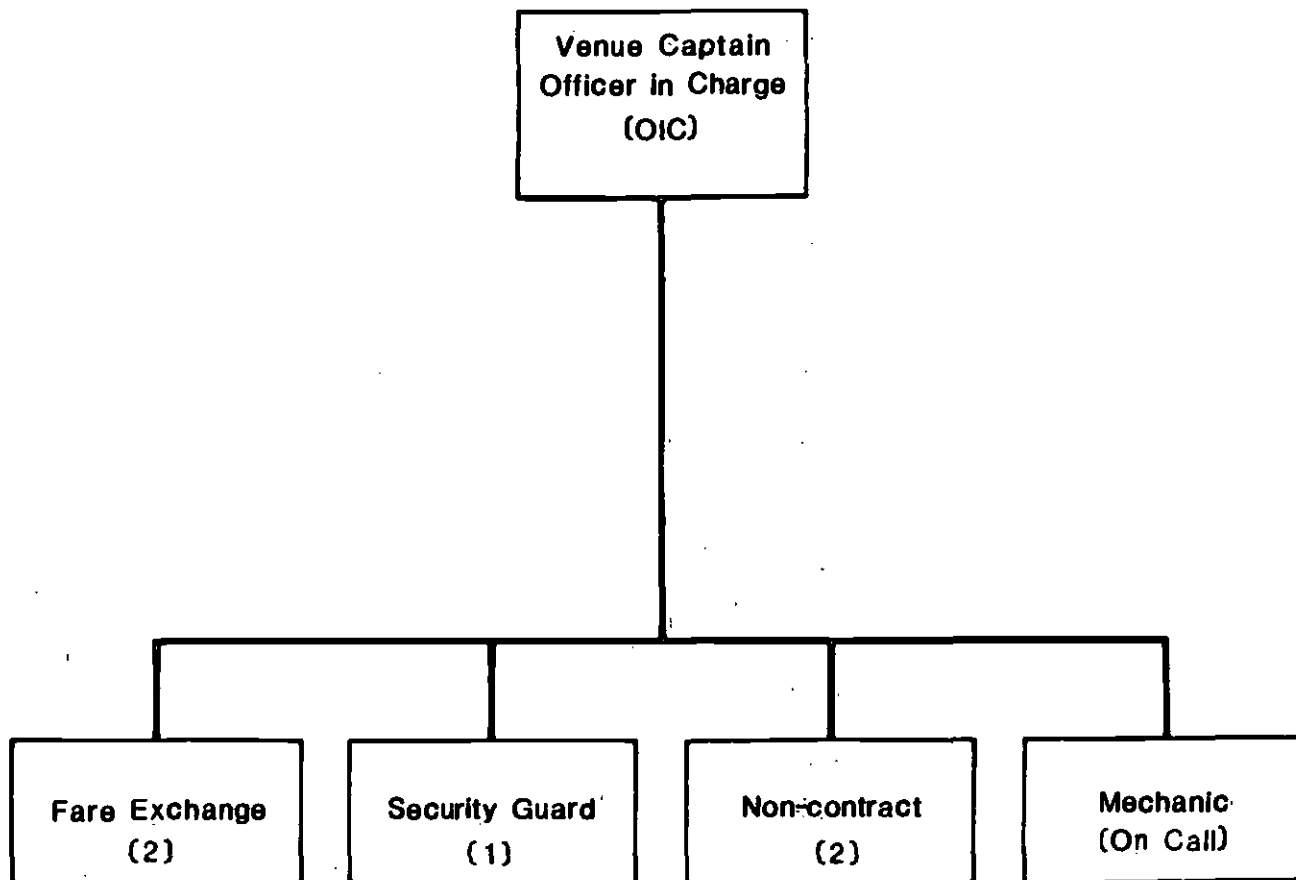 Venue Captain
Officer in Charge
(OIC)
Fare Exchange
(2)
Security Guard
(1)
Non-contract
(2)
Mechanic
(On Call)